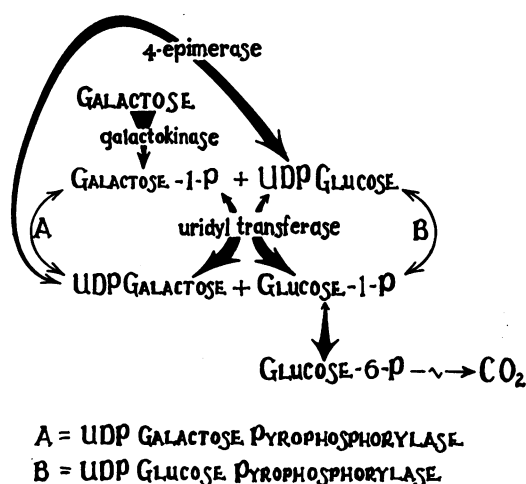 4-epimerase
GALACTOSE
galactokinase
GALACTOSE-1-P + UDP GLUCOSE
A
uridyl transferase
B
UDP GALACTOSE + GLUCOSE-1-P
GLUCOSE-6-P → CO₂
A = UDP GALACTOSE PYROPHOSPHORYLASE
B = UDP GLUCOSE PYROPHOSPHORYLASE